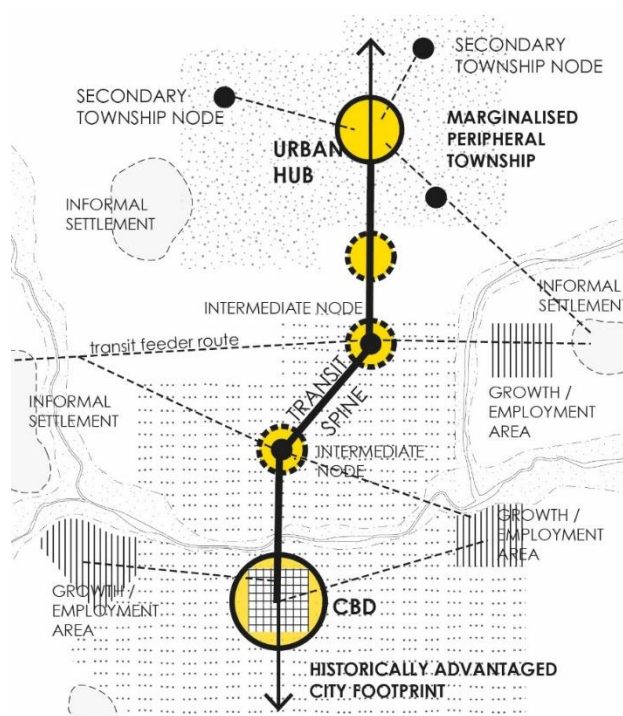 SECONDARY
TOWNSHIP NODE
SECONDARY
TOWNSHIP NODE
MARGINALISED
PERIPHERAL
TOWNSHIP
URBAN
HUB
INFORMAL
SETTLEMENT
INFORMAL
SETTLEMENT
INTERMEDIATE NODE
transit feeder route
GROWTH /
EMPLOYMENT
AREA
TRANSIT
SPINE
INFORMAL
SETTLEMENT
INTERMEDIATE
NODE
GROWTH /
EMPLOYMENT
AREA
GROWTH /
EMPLOYMENT
AREA
CBD
HISTORICALLY ADVANTAGED
CITY FOOTPRINT